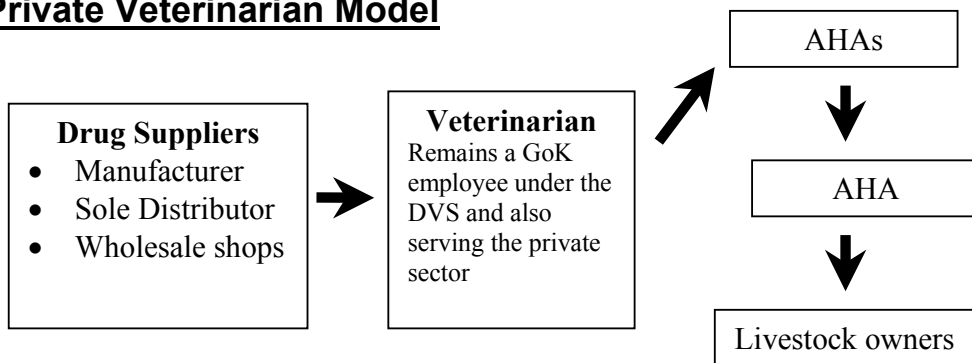 Private Veterinarian Model
Drug Suppliers
• Manufacturer
• Sole Distributor
• Wholesale shops
Veterinarian
Remains a GoK
employee under the
DVS and also
serving the private
sector
AHAs
AHA
Livestock owners